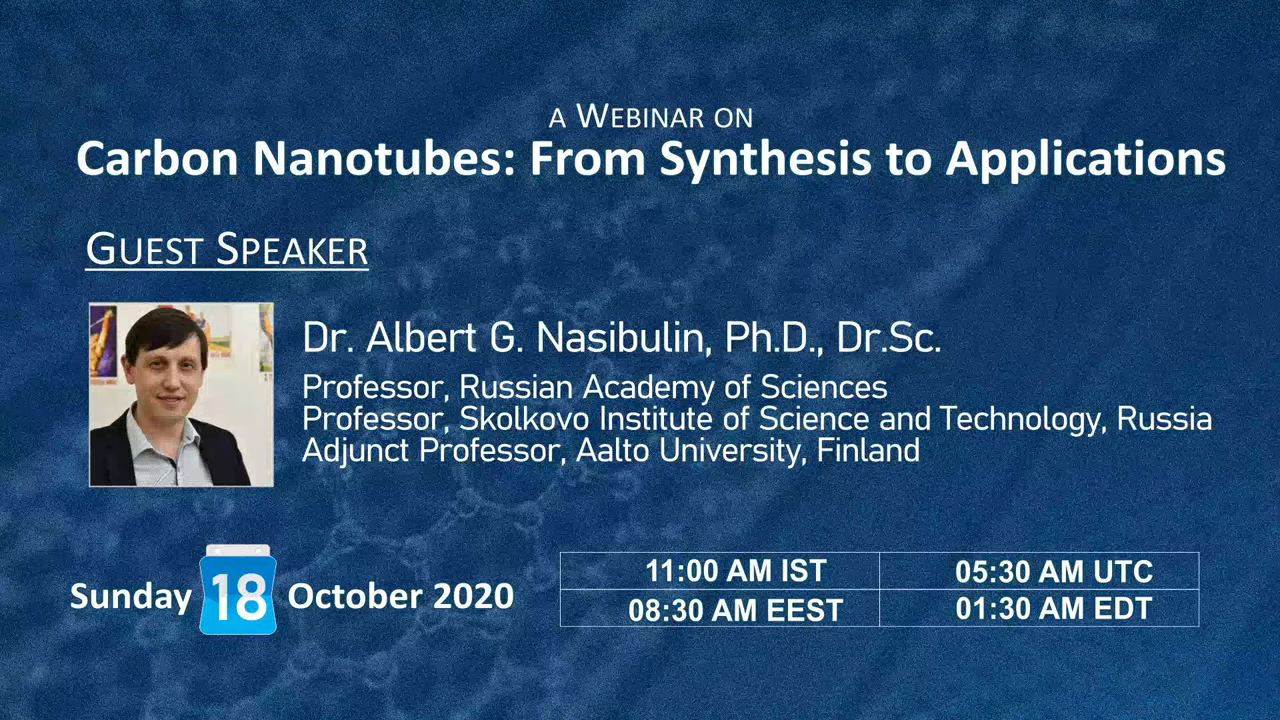 A WEBINAR ON
Carbon Nanotubes: From Synthesis to Applications
GUEST SPEAKER
Dr. Albert G. Nasibulin, Ph.D., Dr.Sc.
Professor, Russian Academy of Sciences
Professor, Skolkovo Institute of Science and Technology, Russia
Adjunct Professor, Aalto University, Finland
Sunday 18 October 2020
11:00 AM IST 05:30 AM UTC
08:30 AM EEST 01:30 AM EDT